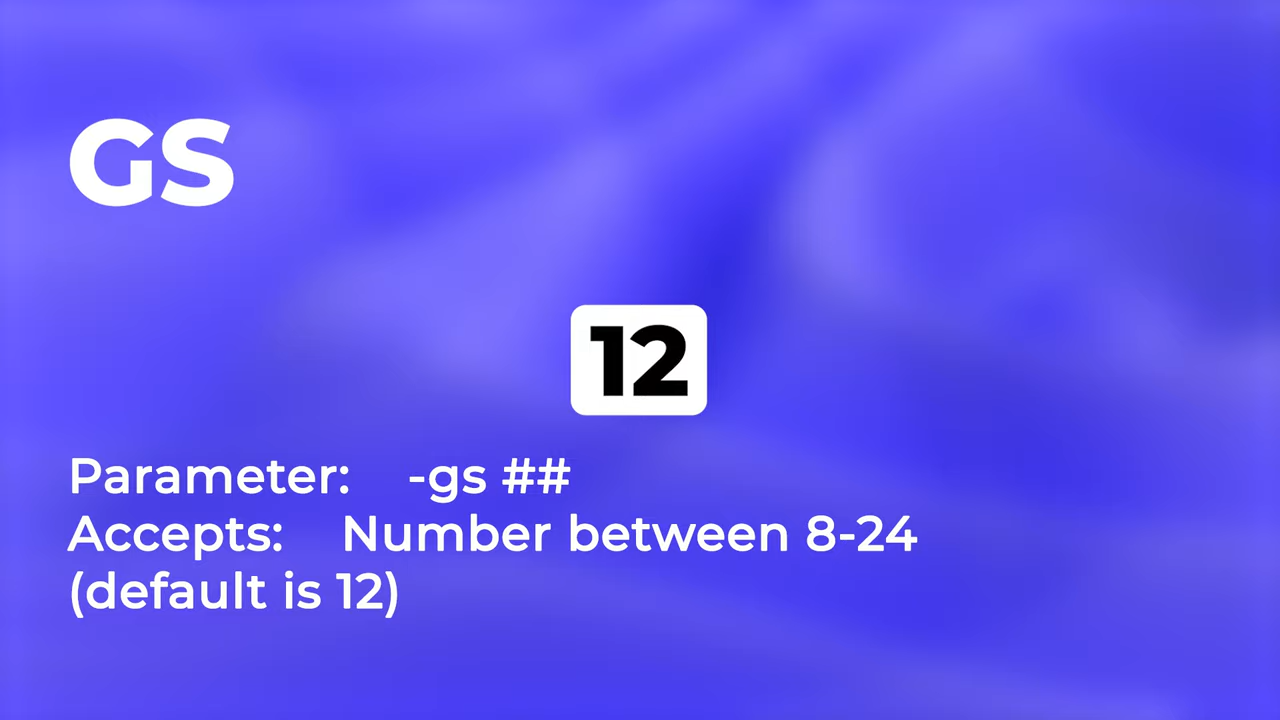 GS
12
Parameter: -gs ##
Accepts: Number between 8-24
(default is 12)